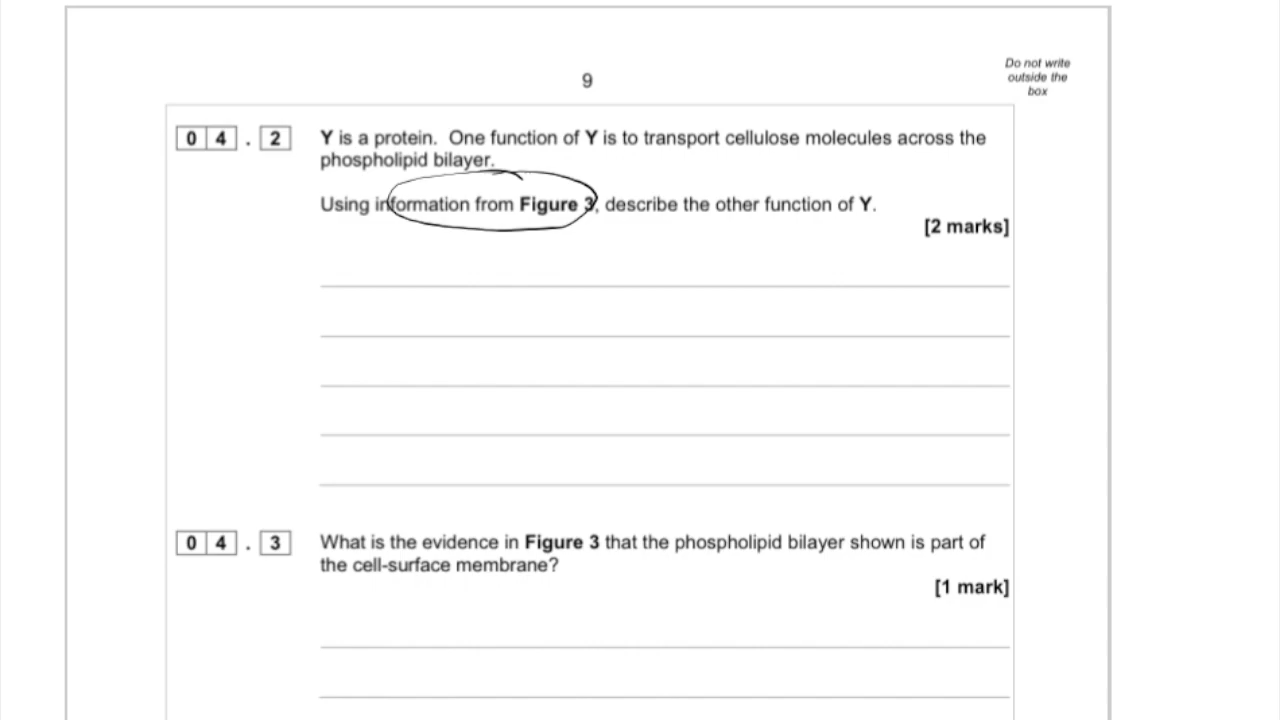 Do not write
outside the
box
9
0 4 . 2 Y is a protein. One function of Y is to transport cellulose molecules across the
phospholipid bilayer.
Using information from Figure 3, describe the other function of Y.
[2 marks]
0 4 . 3 What is the evidence in Figure 3 that the phospholipid bilayer shown is part of
the cell-surface membrane?
[1 mark]